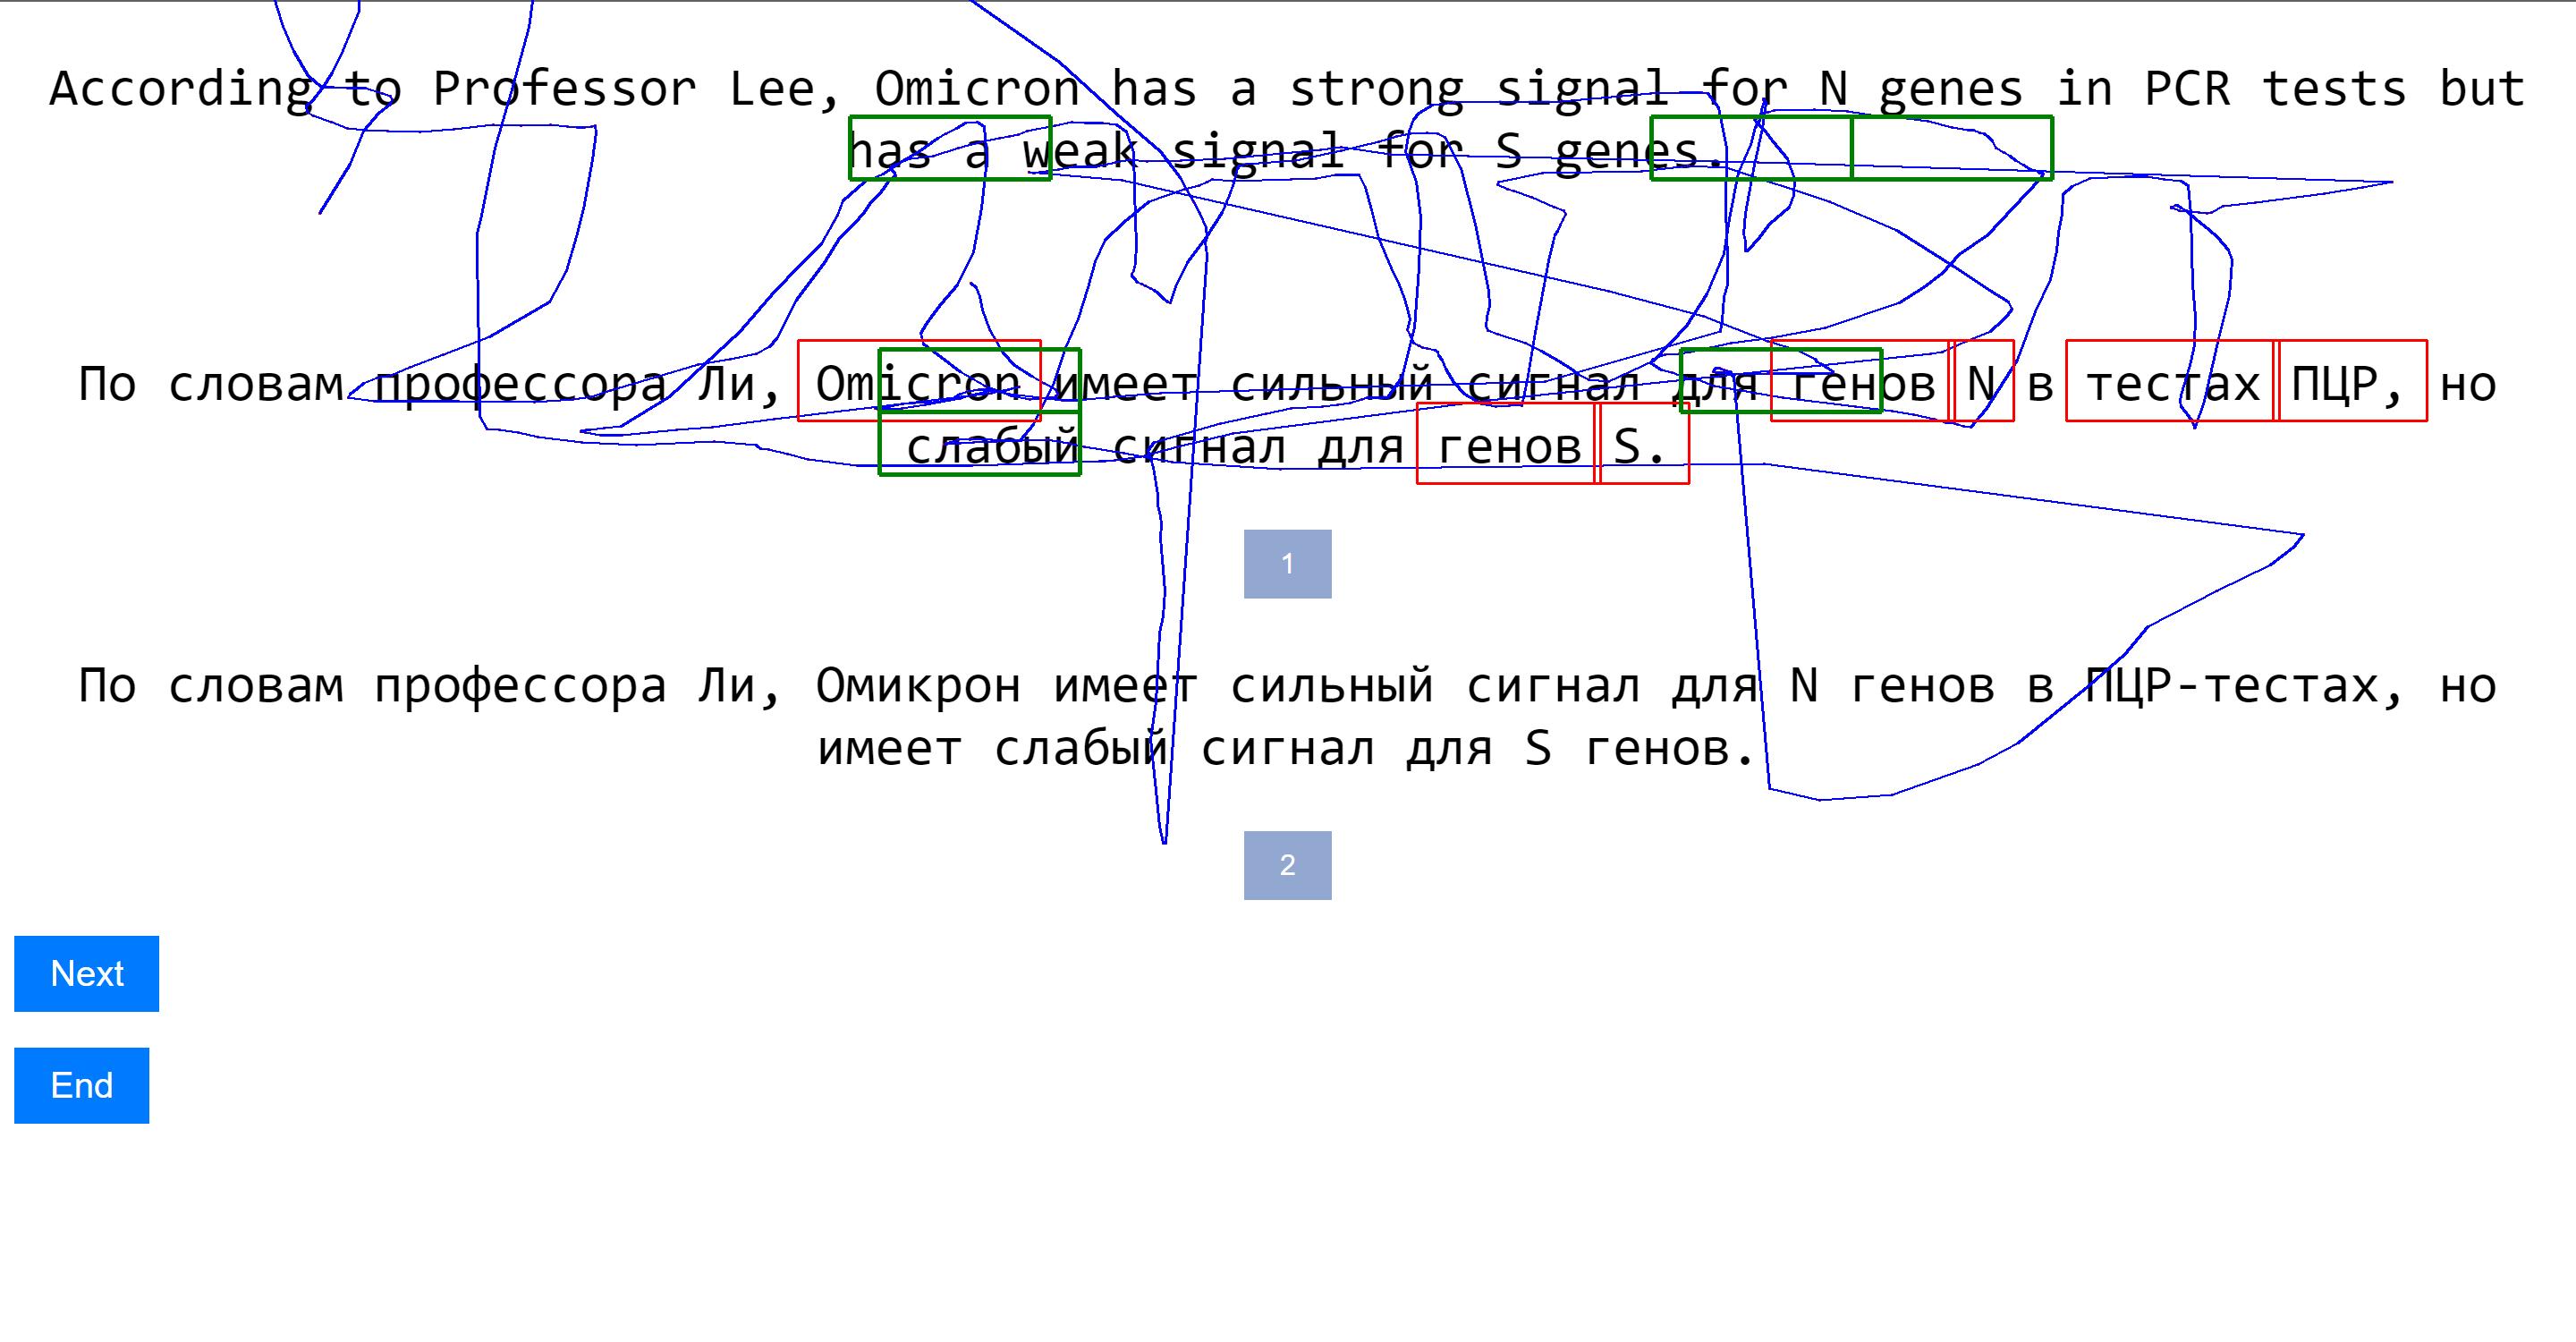 According to Professor Lee, Omicron has a strong signal for N genes in PCR tests but
has a weak signal for S genes.
По словам профессора Ли, Omicron имеет сильный сигнал для генов N в тестах ПЦР, но
слабый сигнал для генов S.
1
По словам профессора Ли, Омикрон имеет сильный сигнал для N генов в ПЦР-тестах, но
имеет слабый сигнал для S генов.
2
Next
End